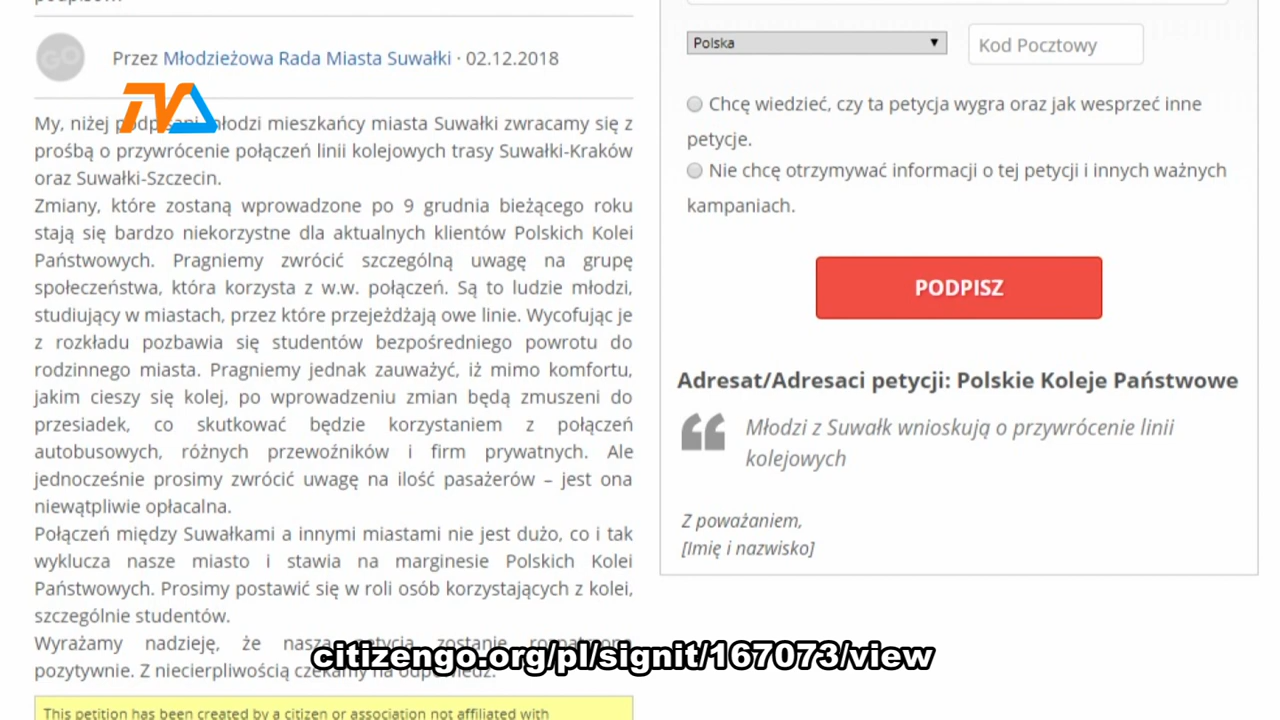 Przez Młodzieżowa Rada Miasta Suwałki · 02.12.2018
My, niżej podpisani młodzi mieszkańcy miasta Suwałki zwracamy się z
prośbą o przywrócenie połączeń linii kolejowych trasy Suwałki-Kraków
oraz Suwałki-Szczecin.
Zmiany, które zostaną wprowadzone po 9 grudnia bieżącego roku
stają się bardzo niekorzystne dla aktualnych klientów Polskich Kolei
Państwowych. Pragniemy zwrócić szczególną uwagę na grupę
społeczeństwa, która korzysta z w.w. połączeń. Są to ludzie młodzi,
studiujący w miastach, przez które przejeżdżają owe linie. Wycofując je
z rozkładu pozbawia się studentów bezpośredniego powrotu do
rodzinnego miasta. Pragniemy jednak zauważyć, iż mimo komfortu,
jakim cieszy się kolej, po wprowadzeniu zmian będą zmuszeni do
przesiadek, co skutkować będzie korzystaniem z połączeń
autobusowych, różnych przewoźników i firm prywatnych. Ale
jednocześnie prosimy zwrócić uwagę na ilość pasażerów – jest ona
niewątpliwie opłacalna.
Połączeń między Suwałkami a innymi miastami nie jest dużo, co i tak
wyklucza nasze miasto i stawia na marginesie Polskich Kolei
Państwowych. Prosimy postawić się w roli osób korzystających z kolei,
szczególnie studentów.
Wyrażamy nadzieję, że nasza petycja zostanie rozpatrzona
pozytywnie. Z niecierpliwością czekamy na odpowiedź.
This petition has been created by a citizen or association not affiliated with
Polska
Kod Pocztowy
Chcę wiedzieć, czy ta petycja wygra oraz jak wesprzeć inne
petycje.
Nie chcę otrzymywać informacji o tej petycji i innych ważnych
kampaniach.
PODPISZ
Adresat/Adresaci petycji: Polskie Koleje Państwowe
Młodzi z Suwałk wnioskują o przywrócenie linii
kolejowych
Z poważaniem,
[Imię i nazwisko]
citizengo.org/pl/signit/167073/view